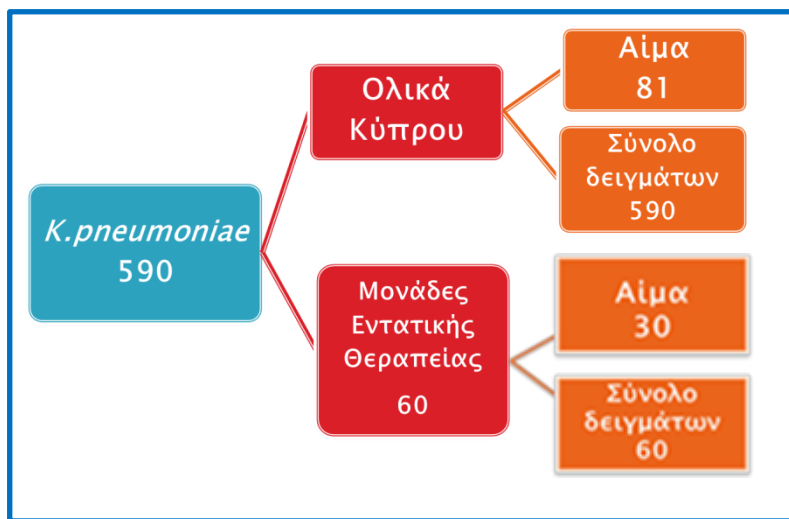 K.pneumoniae
590
Ολικά
Κύπρου
Αίμα
81
Σύνολο
δειγμάτων
590
Μονάδες
Εντατικής
Θεραπείας
60
Αίμα
30
Σύνολο
δειγμάτων
60